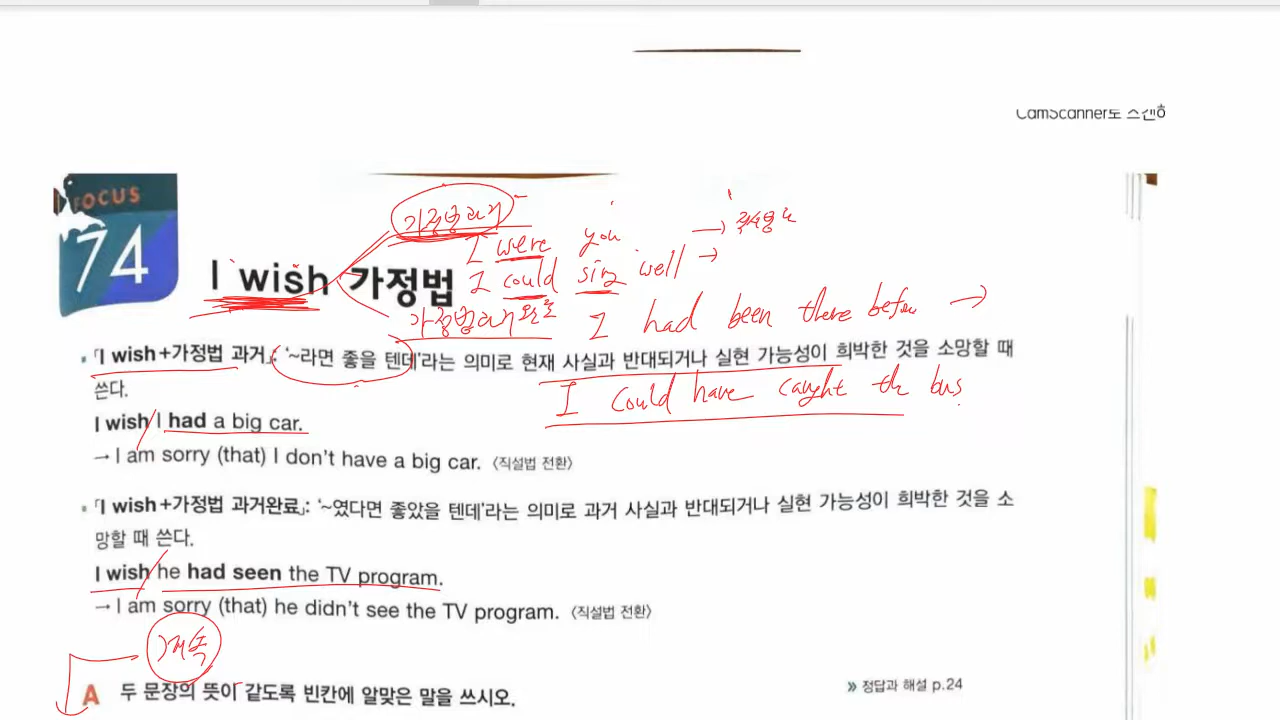 CamScanner로 스캔하
FOCUS
74
I wish 가정법
가정법과거
I were you → 직설법
I could sing well →
가정법과거완료
I had been there before →
「I wish+가정법 과거」: ‘~라면 좋을 텐데’라는 의미로 현재 사실과 반대되거나 실현 가능성이 희박한 것을 소망할 때
쓴다.
I could have caught the bus
I wish I had a big car.
→ I am sorry (that) I don’t have a big car. 〈직설법 전환〉
「I wish+가정법 과거완료」: ‘~였다면 좋았을 텐데’라는 의미로 과거 사실과 반대되거나 실현 가능성이 희박한 것을 소
망할 때 쓴다.
I wish he had seen the TV program.
→ I am sorry (that) he didn’t see the TV program. 〈직설법 전환〉
계속
A 두 문장의 뜻이 같도록 빈칸에 알맞은 말을 쓰시오.
» 정답과 해설 p.24